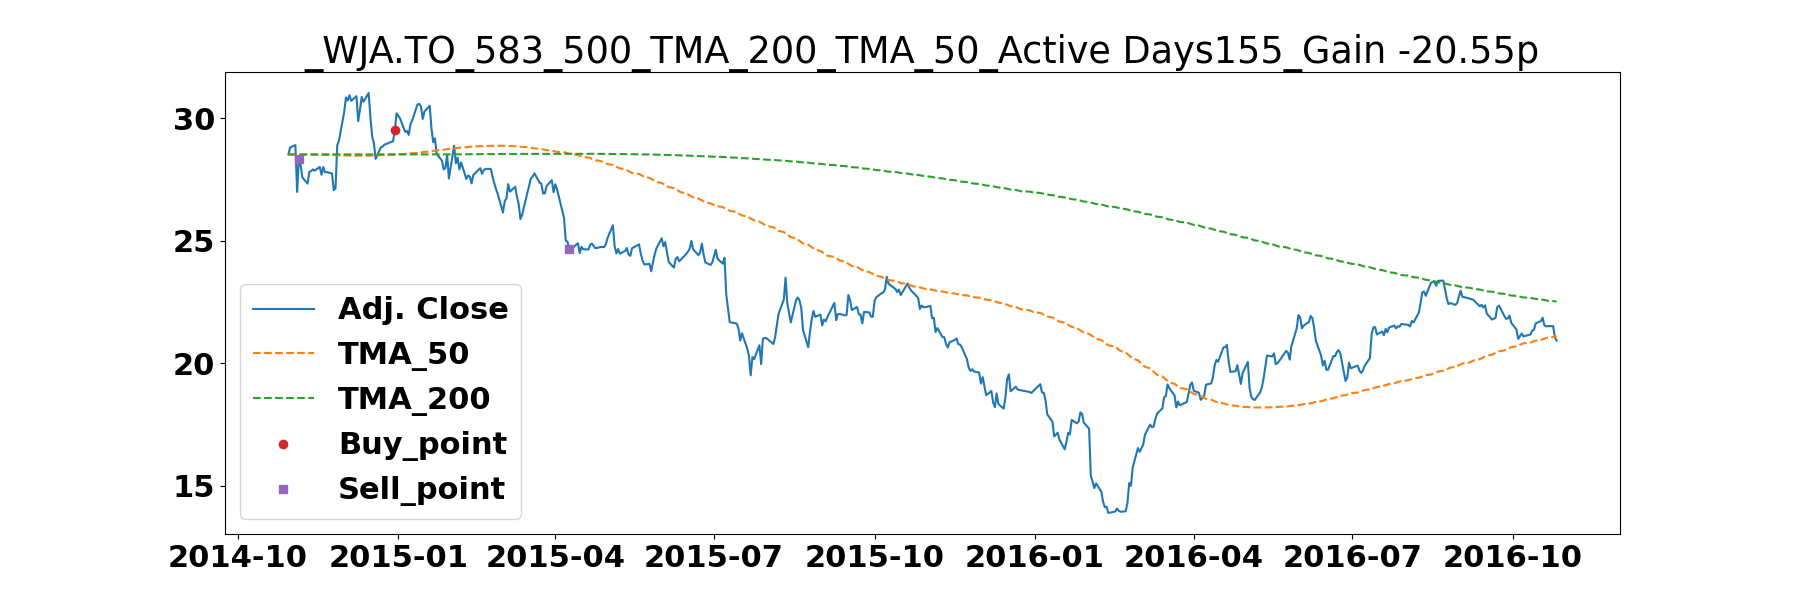 _WJA.TO_583_500_TMA_200_TMA_50_Active Days155_Gain -20.55p
30
25
20
15
Adj. Close
TMA_50
TMA_200
Buy_point
Sell_point
2014-10 2015-01 2015-04 2015-07 2015-10 2016-01 2016-04 2016-07 2016-10